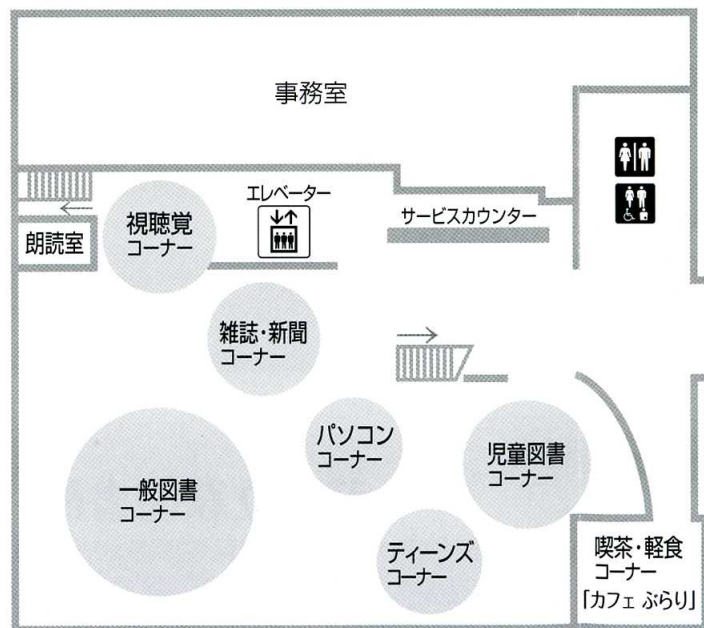 事務室
エレベーター
サービスカウンター
視聴覚
コーナー
朗読室
雑誌・新聞
コーナー
パソコン
コーナー
児童図書
コーナー
一般図書
コーナー
ティーンズ
コーナー
喫茶・軽食
コーナー
「カフェ ぶらり」